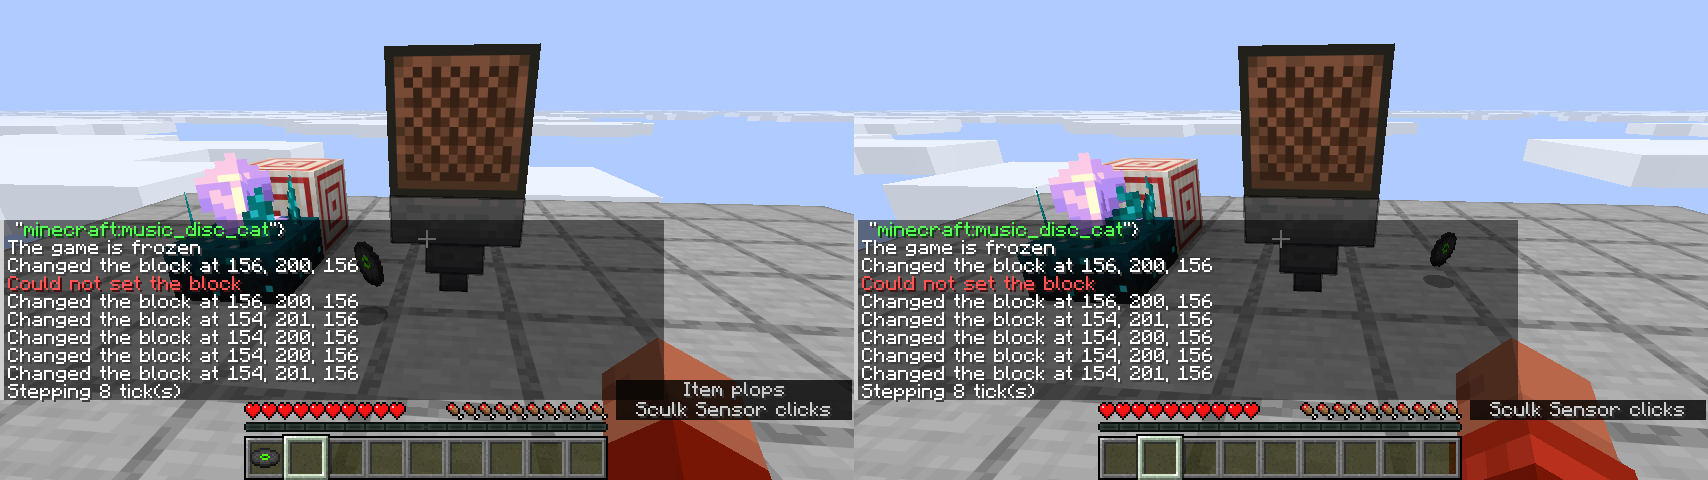 "minecraft:music_disc_cat"}
The game is frozen
Changed the block at 156, 200, 156
Could not set the block
Changed the block at 156, 200, 156
Changed the block at 154, 201, 156
Changed the block at 154, 200, 156
Changed the block at 154, 200, 156
Changed the block at 154, 201, 156
Stepping 8 tick(s)
Item plops
Sculk Sensor clicks
"minecraft:music_disc_cat"}
The game is frozen
Changed the block at 156, 200, 156
Could not set the block
Changed the block at 156, 200, 156
Changed the block at 154, 201, 156
Changed the block at 154, 200, 156
Changed the block at 154, 200, 156
Changed the block at 154, 201, 156
Stepping 8 tick(s)
Sculk Sensor clicks